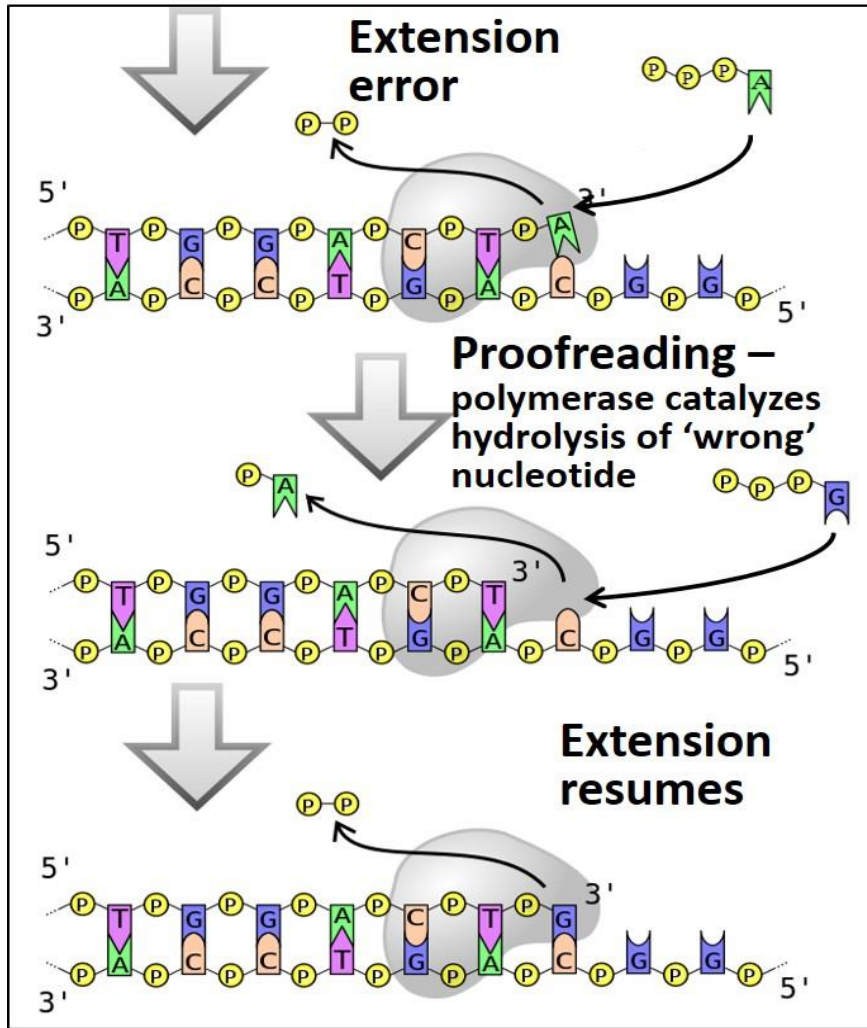 Extension
error
P P P A
P P
5' 3'
P T P G P G P A P C P T P A
P A P C P C P T P G P A P C P G P G P
3' 5'
Proofreading –
polymerase catalyzes
hydrolysis of ‘wrong’
nucleotide
P A
P P P G
5' 3'
P T P G P G P A P C P T
P A P C P C P T P G P A P C P G P G P
3' 5'
Extension
resumes
P P
5' 3'
P T P G P G P A P C P T P G
P A P C P C P T P G P A P C P G P G P
3' 5'